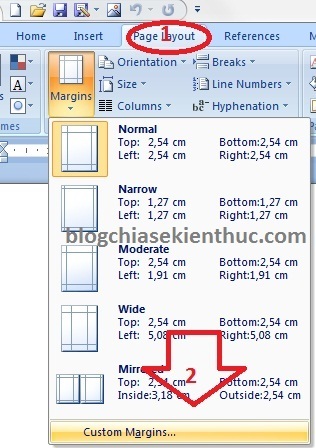 Home Insert Page Layout References M
1
Orientation Breaks
Margins Size Line Numbers
Columns Hyphenation
mes
Normal
Top: 2,54 cm Bottom:2,54 cm
Left: 2,54 cm Right:2,54 cm
Narrow
Top: 1,27 cm Bottom:1,27 cm
Left: 1,27 cm Right:1,27 cm
blogchiasekienthuc.com
Moderate
Top: 2,54 cm Bottom:2,54 cm
Left: 1,91 cm Right:1,91 cm
Wide
Top: 2,54 cm Bottom:2,54 cm
Left: 5,08 cm Right:5,08 cm
Mirrored
Top: 2,54 cm Bottom:2,54 cm
Inside:3,18 cm Outside:2,54 cm
2
Custom Margins...